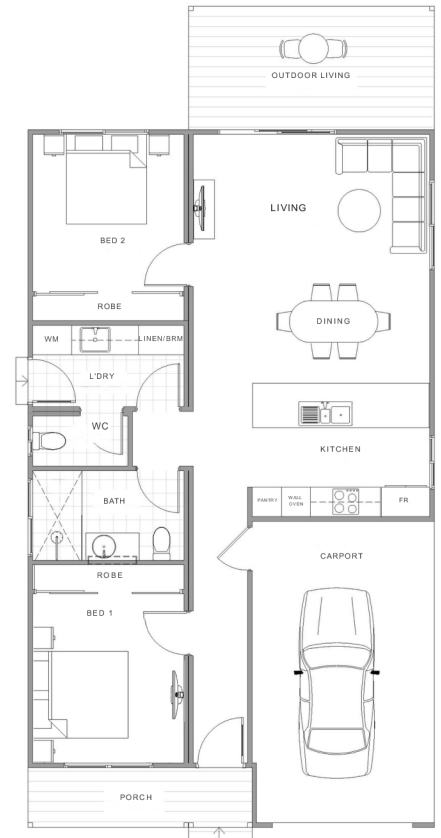 OUTDOOR LIVING
LIVING
BED 2
ROBE
DINING
WM
LINEN/BRM
L'DRY
WC
KITCHEN
PANTRY
WALL
OVEN
FR
BATH
CARPORT
ROBE
BED 1
PORCH